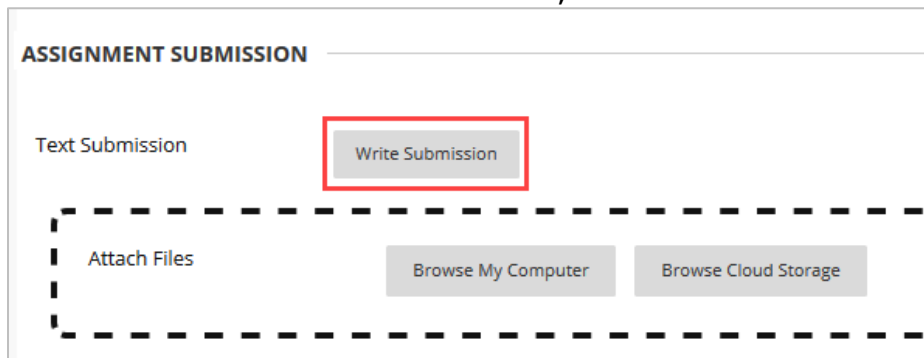 ASSIGNMENT SUBMISSION
Text Submission
Write Submission
Attach Files
Browse My Computer
Browse Cloud Storage